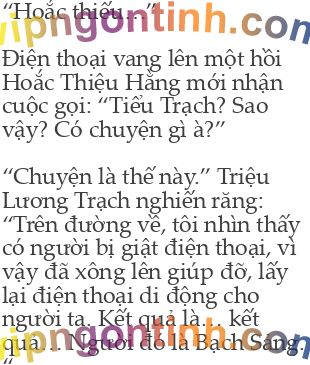 “Hoắc thiếu…”
vipngontinh.com
Điện thoại vang lên một hồi
Hoắc Thiệu Hằng mới nhận
cuộc gọi: “Tiểu Trạch? Sao
vậy? Có chuyện gì à?”
“Chuyện là thế này.” Triệu
Lương Trạch nghiến răng:
“Trên đường về, tôi nhìn thấy
có người bị giật điện thoại, vì
vậy đã xông lên giúp đỡ, lấy
lại điện thoại di động cho
người ta. Kết quả là… kết
quả… Người đó là Bạch Sảng.
vipngontinh.com
“